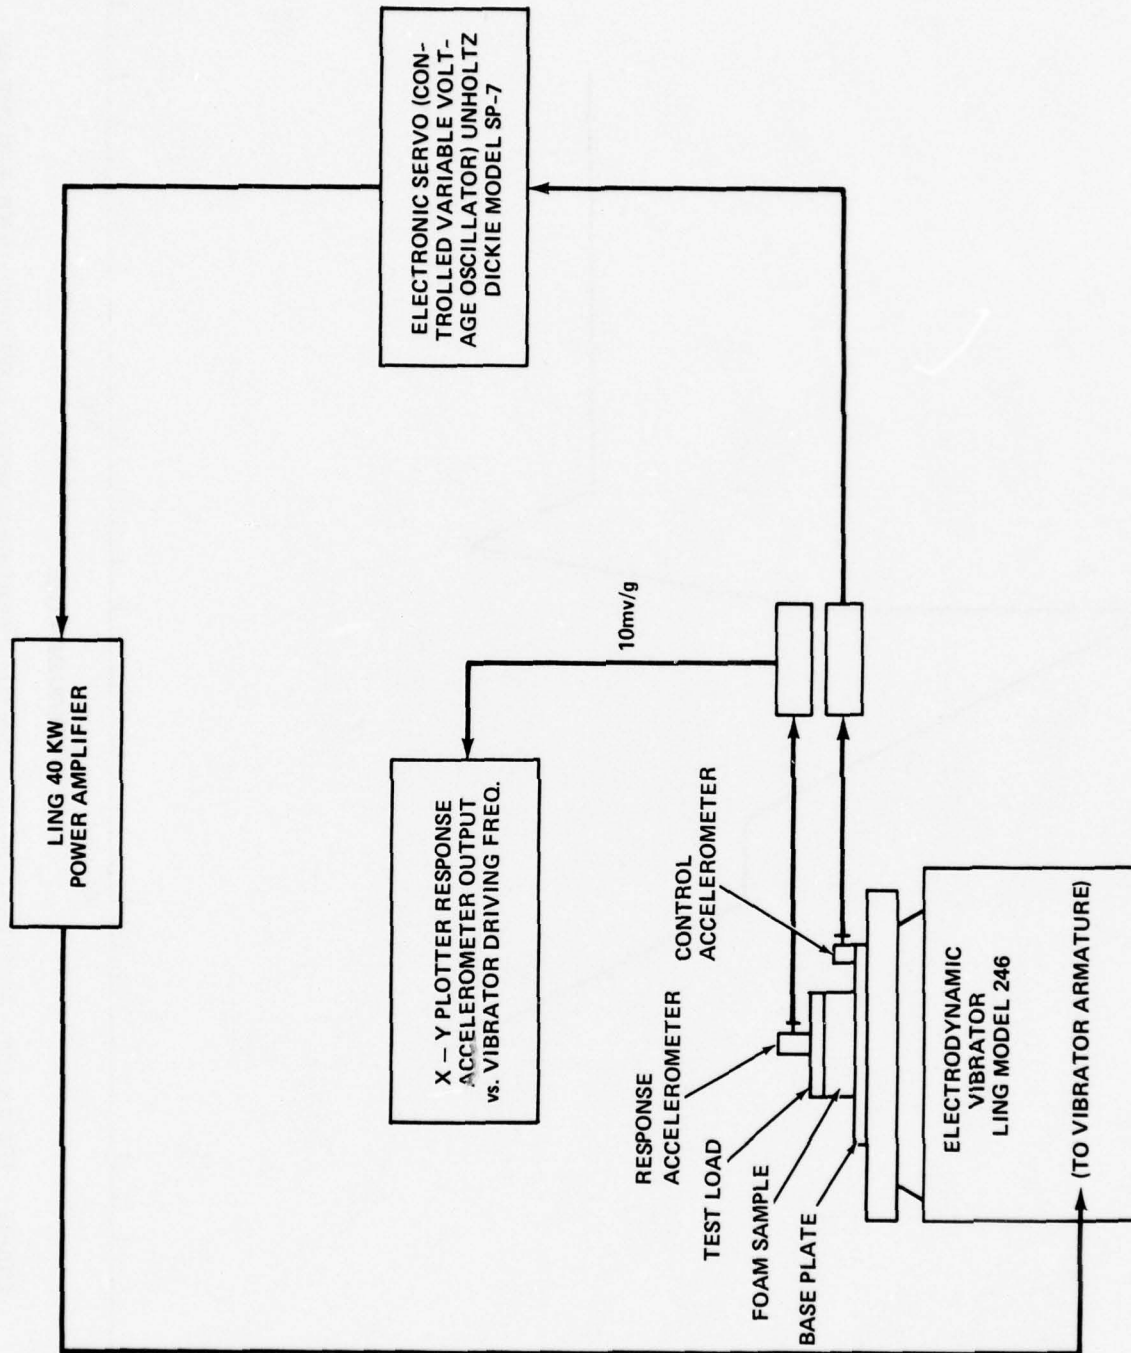 LING 40 KW
POWER AMPLIFIER
ELECTRONIC SERVO (CON-
TROLLED VARIABLE VOLT-
AGE OSCILLATOR) UNHOLTZ
DICKIE MODEL SP-7
X – Y PLOTTER RESPONSE
ACCELEROMETER OUTPUT
vs. VIBRATOR DRIVING FREQ.
10mv/g
RESPONSE
ACCELEROMETER
CONTROL
ACCELEROMETER
TEST LOAD
FOAM SAMPLE
BASE PLATE
ELECTRODYNAMIC
VIBRATOR
LING MODEL 246
(TO VIBRATOR ARMATURE)